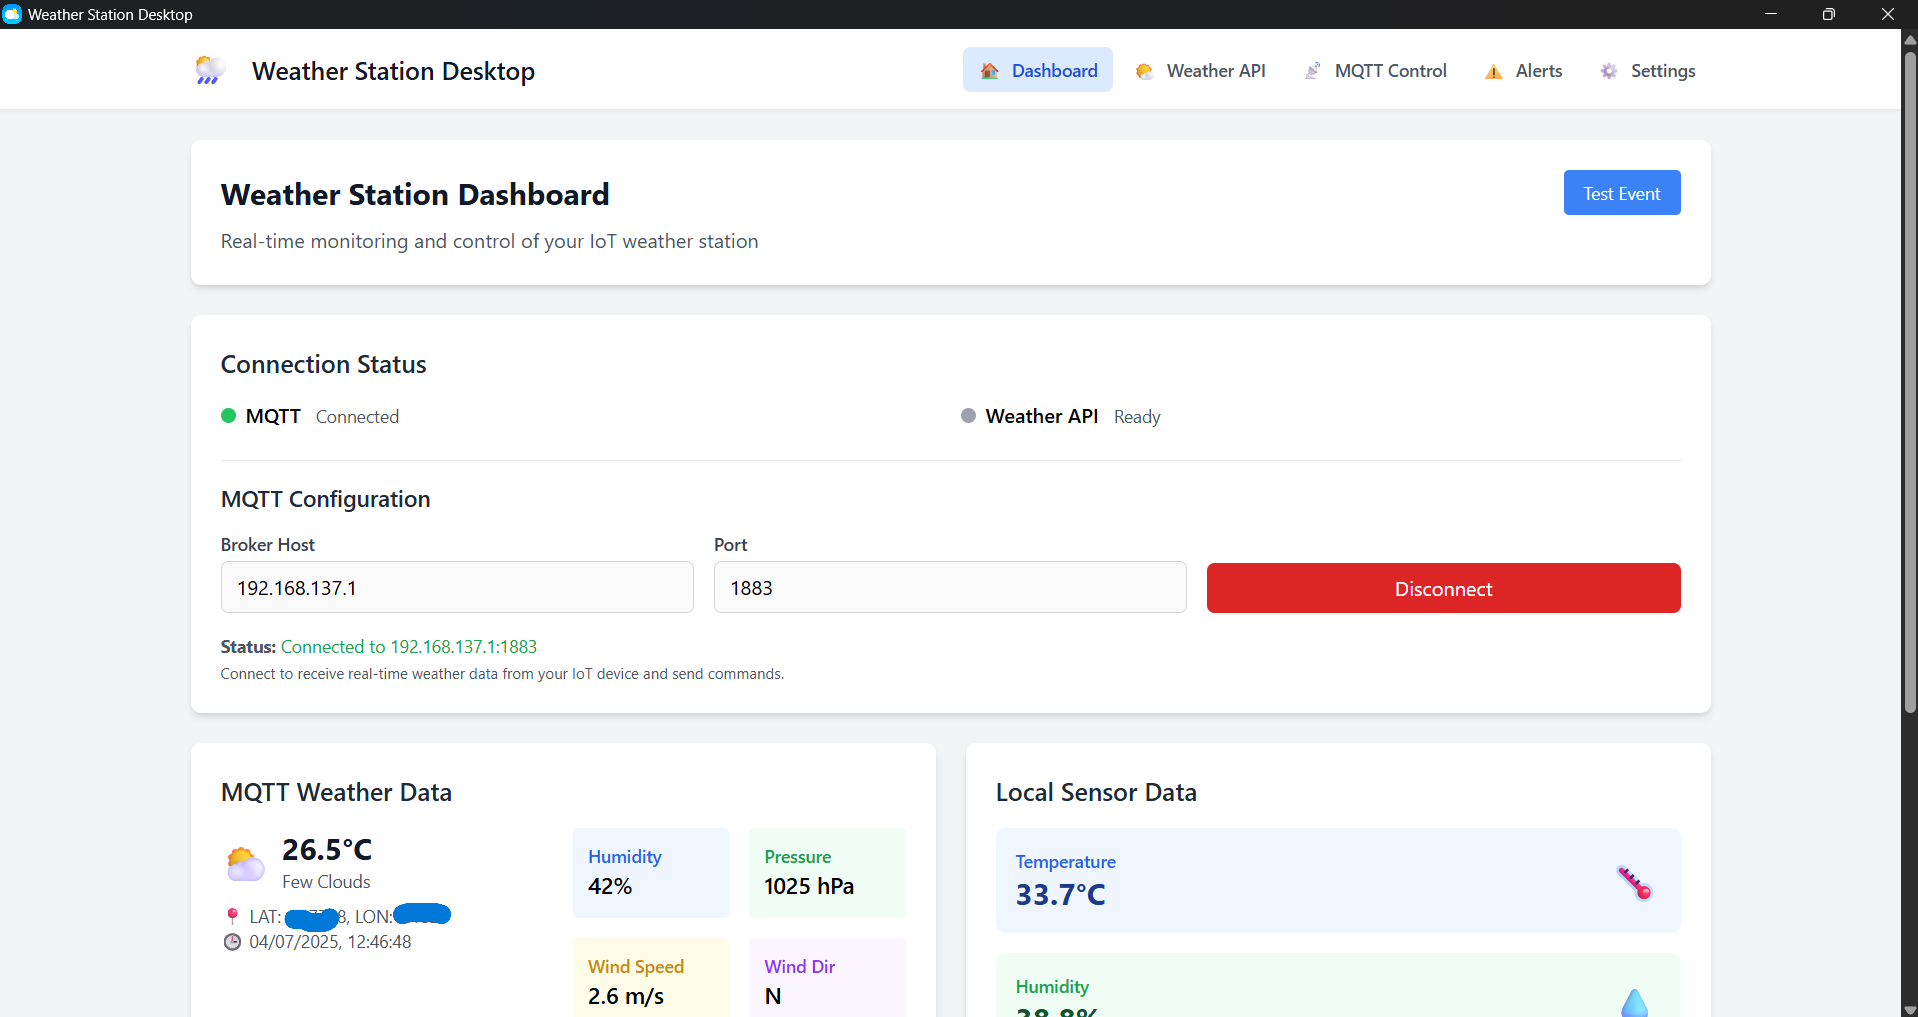 Weather Station Desktop
Weather Station Desktop
Dashboard
Weather API
MQTT Control
Alerts
Settings
Weather Station Dashboard
Test Event
Real-time monitoring and control of your IoT weather station
Connection Status
MQTT Connected
Weather API Ready
MQTT Configuration
Broker Host
Port
192.168.137.1
1883
Disconnect
Status: Connected to 192.168.137.1:1883
Connect to receive real-time weather data from your IoT device and send commands.
MQTT Weather Data
26.5°C
Few Clouds
LAT: 8, LON:
04/07/2025, 12:46:48
Humidity
42%
Pressure
1025 hPa
Wind Speed
2.6 m/s
Wind Dir
N
Local Sensor Data
Temperature
33.7°C
Humidity